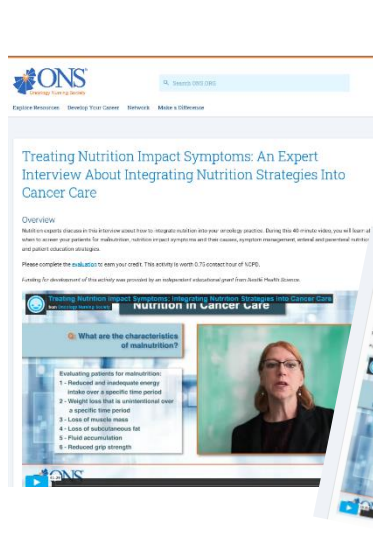 ONS
Oncology Nursing Society
Search ONS.ORG
Explore Resources Develop Your Career Network Make a Difference
Treating Nutrition Impact Symptoms: An Expert
Interview About Integrating Nutrition Strategies Into
Cancer Care
Overview
Nutrition experts discuss in this interview about how to integrate nutrition into your oncology practice. During this 40-minute video, you will learn
when to screen your patients for malnutrition, nutrition impact symptoms and their causes, symptom management, enteral and parenteral nutrition
and patient education strategies.
Please complete the evaluation to earn your credit. This activity is worth 0.75 contact hour of NCPD.
Funding for development of this activity was provided by an independent educational grant from Nestlé Health Science.
Treating Nutrition Impact Symptoms: Integrating Nutrition Strategies into Cancer Care
from Oncology Nursing Society
Nutrition in Cancer Care
Q: What are the characteristics
of malnutrition?
Evaluating patients for malnutrition:
1 - Reduced and inadequate energy
intake over a specific time period
2 - Weight loss that is unintentional over
a specific time period
3 - Loss of muscle mass
4 - Loss of subcutaneous fat
5 - Fluid accumulation
6 - Reduced grip strength
ONS